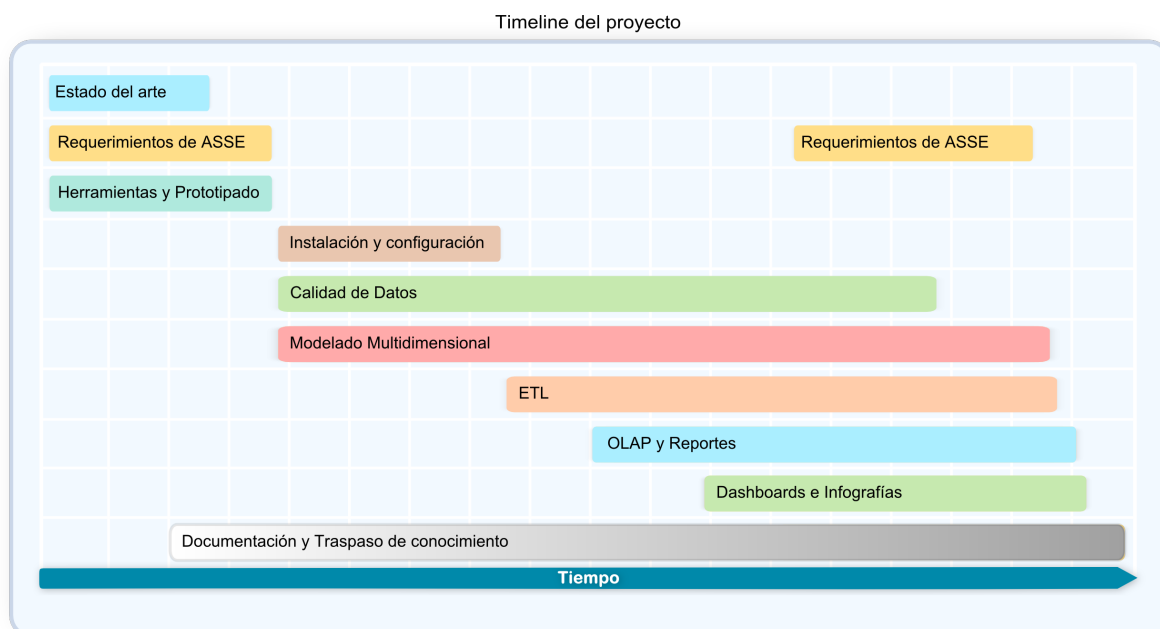 Timeline del proyecto
Estado del arte
Requerimientos de ASSE
Requerimientos de ASSE
Herramientas y Prototipado
Instalación y configuración
Calidad de Datos
Modelado Multidimensional
ETL
OLAP y Reportes
Dashboards e Infografías
Documentación y Traspaso de conocimiento
Tiempo